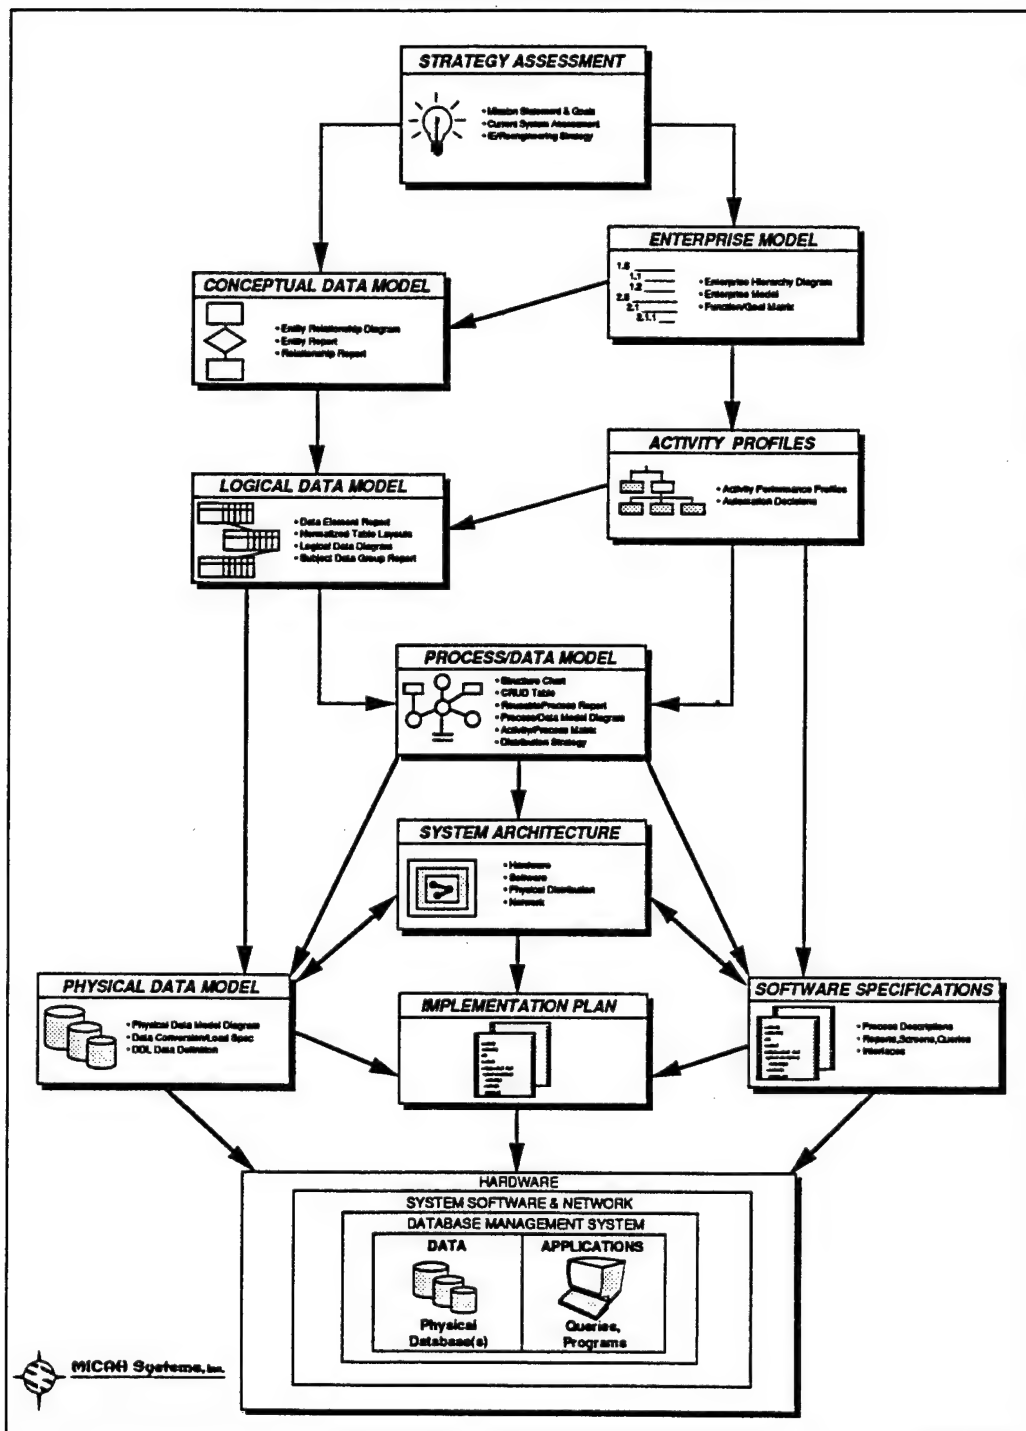 STRATEGY ASSESSMENT
• Mission Statement & Goals
• Current System Assessment
• IE/Reengineering Strategy
ENTERPRISE MODEL
1.0
1.1
1.2
2.0
2.1
2.1.1
• Enterprise Hierarchy Diagram
• Enterprise Model
• Function/Goal Matrix
CONCEPTUAL DATA MODEL
• Entity Relationship Diagram
• Entity Report
• Relationship Report
ACTIVITY PROFILES
• Activity Performance Profiles
• Automation Decisions
LOGICAL DATA MODEL
• Data Element Report
• Normalized Table Layouts
• Logical Data Diagram
• Subject Data Group Report
PROCESS/DATA MODEL
• Structure Chart
• CRUD Table
• Reusable/Process Report
• Process/Data Model Diagram
• Activity/Process Matrix
• Distribution Strategy
SYSTEM ARCHITECTURE
• Hardware
• Software
• Physical Distribution
• Network
PHYSICAL DATA MODEL
• Physical Data Model Diagram
• Data Conversion/Load Spec
• DDL Data Definition
IMPLEMENTATION PLAN
SOFTWARE SPECIFICATIONS
• Process Descriptions
• Reports,Screens,Queries
• Interfaces
HARDWARE
SYSTEM SOFTWARE & NETWORK
DATABASE MANAGEMENT SYSTEM
DATA
Physical
Database(s)
APPLICATIONS
Queries,
Programs
MICAH Systems, Inc.